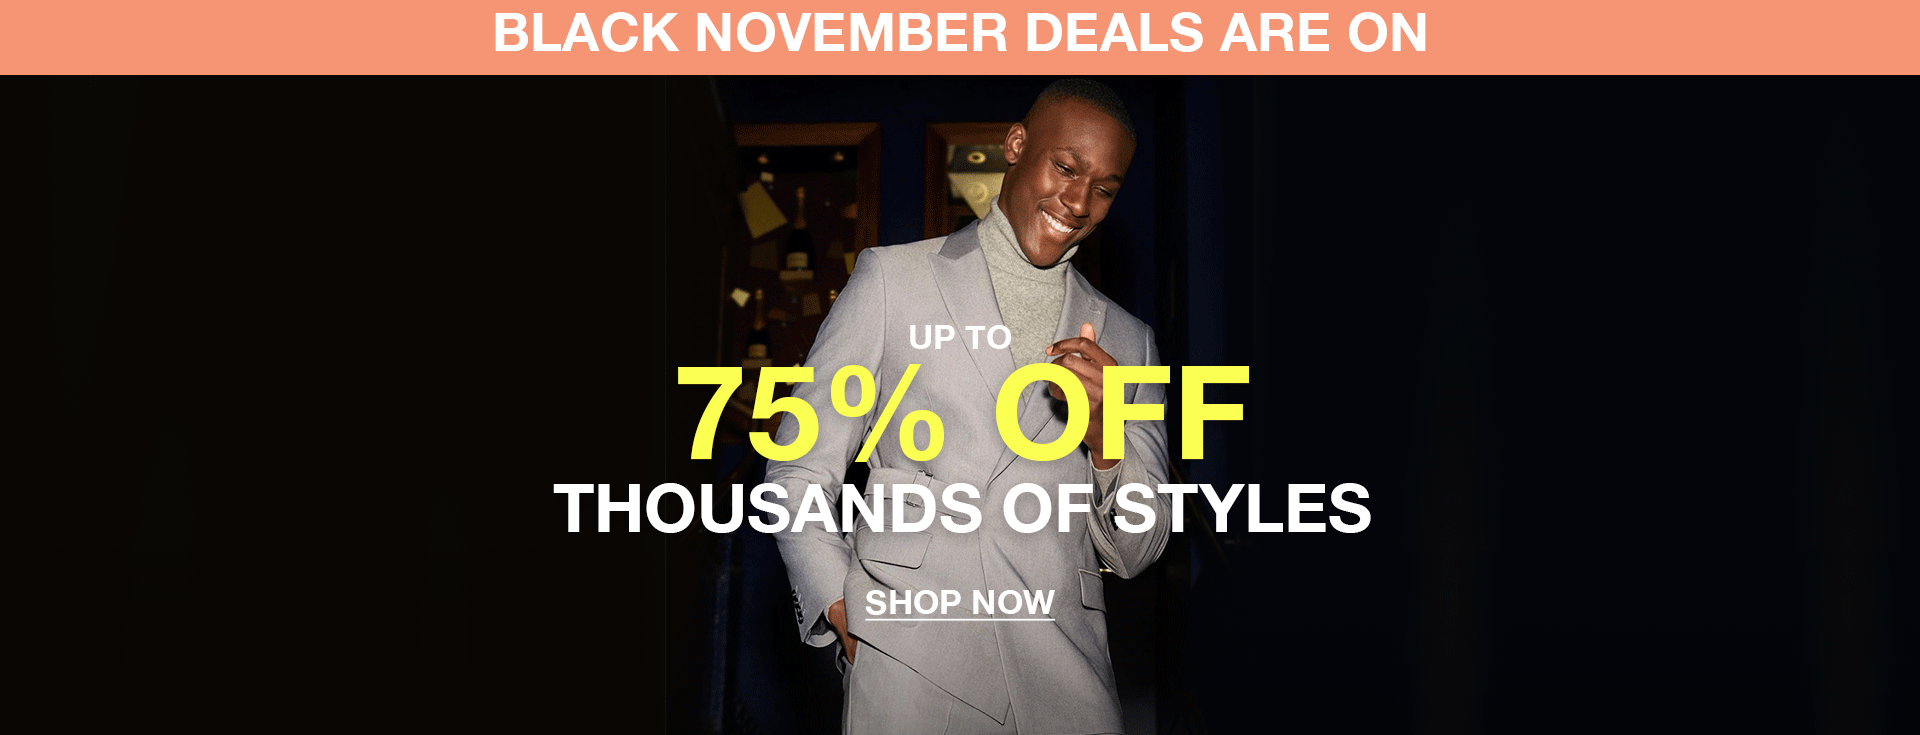 BLACK NOVEMBER DEALS ARE ON
UP TO
75% OFF
THOUSANDS OF STYLES
SHOP NOW